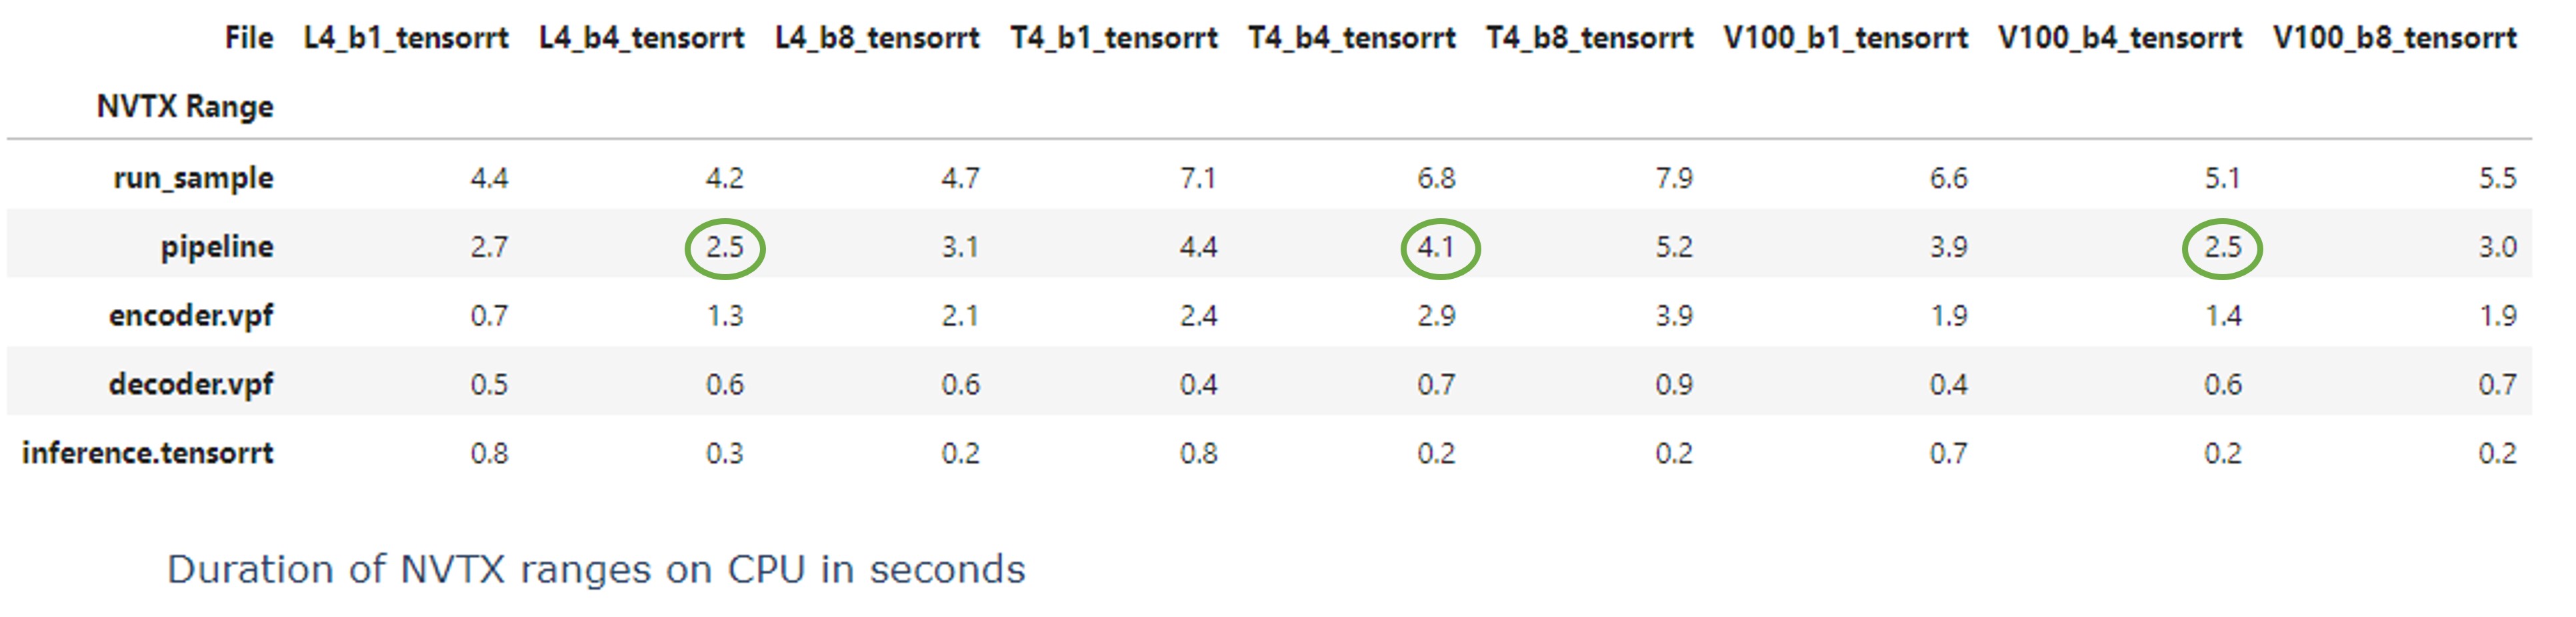 File L4_b1_tensorrt L4_b4_tensorrt L4_b8_tensorrt T4_b1_tensorrt T4_b4_tensorrt T4_b8_tensorrt V100_b1_tensorrt V100_b4_tensorrt V100_b8_tensorrt
NVTX Range
run_sample 4.4 4.2 4.7 7.1 6.8 7.9 6.6 5.1 5.5
pipeline 2.7 2.5 3.1 4.4 4.1 5.2 3.9 2.5 3.0
encoder.vpf 0.7 1.3 2.1 2.4 2.9 3.9 1.9 1.4 1.9
decoder.vpf 0.5 0.6 0.6 0.4 0.7 0.9 0.4 0.6 0.7
inference.tensorrt 0.8 0.3 0.2 0.8 0.2 0.2 0.7 0.2 0.2
Duration of NVTX ranges on CPU in seconds